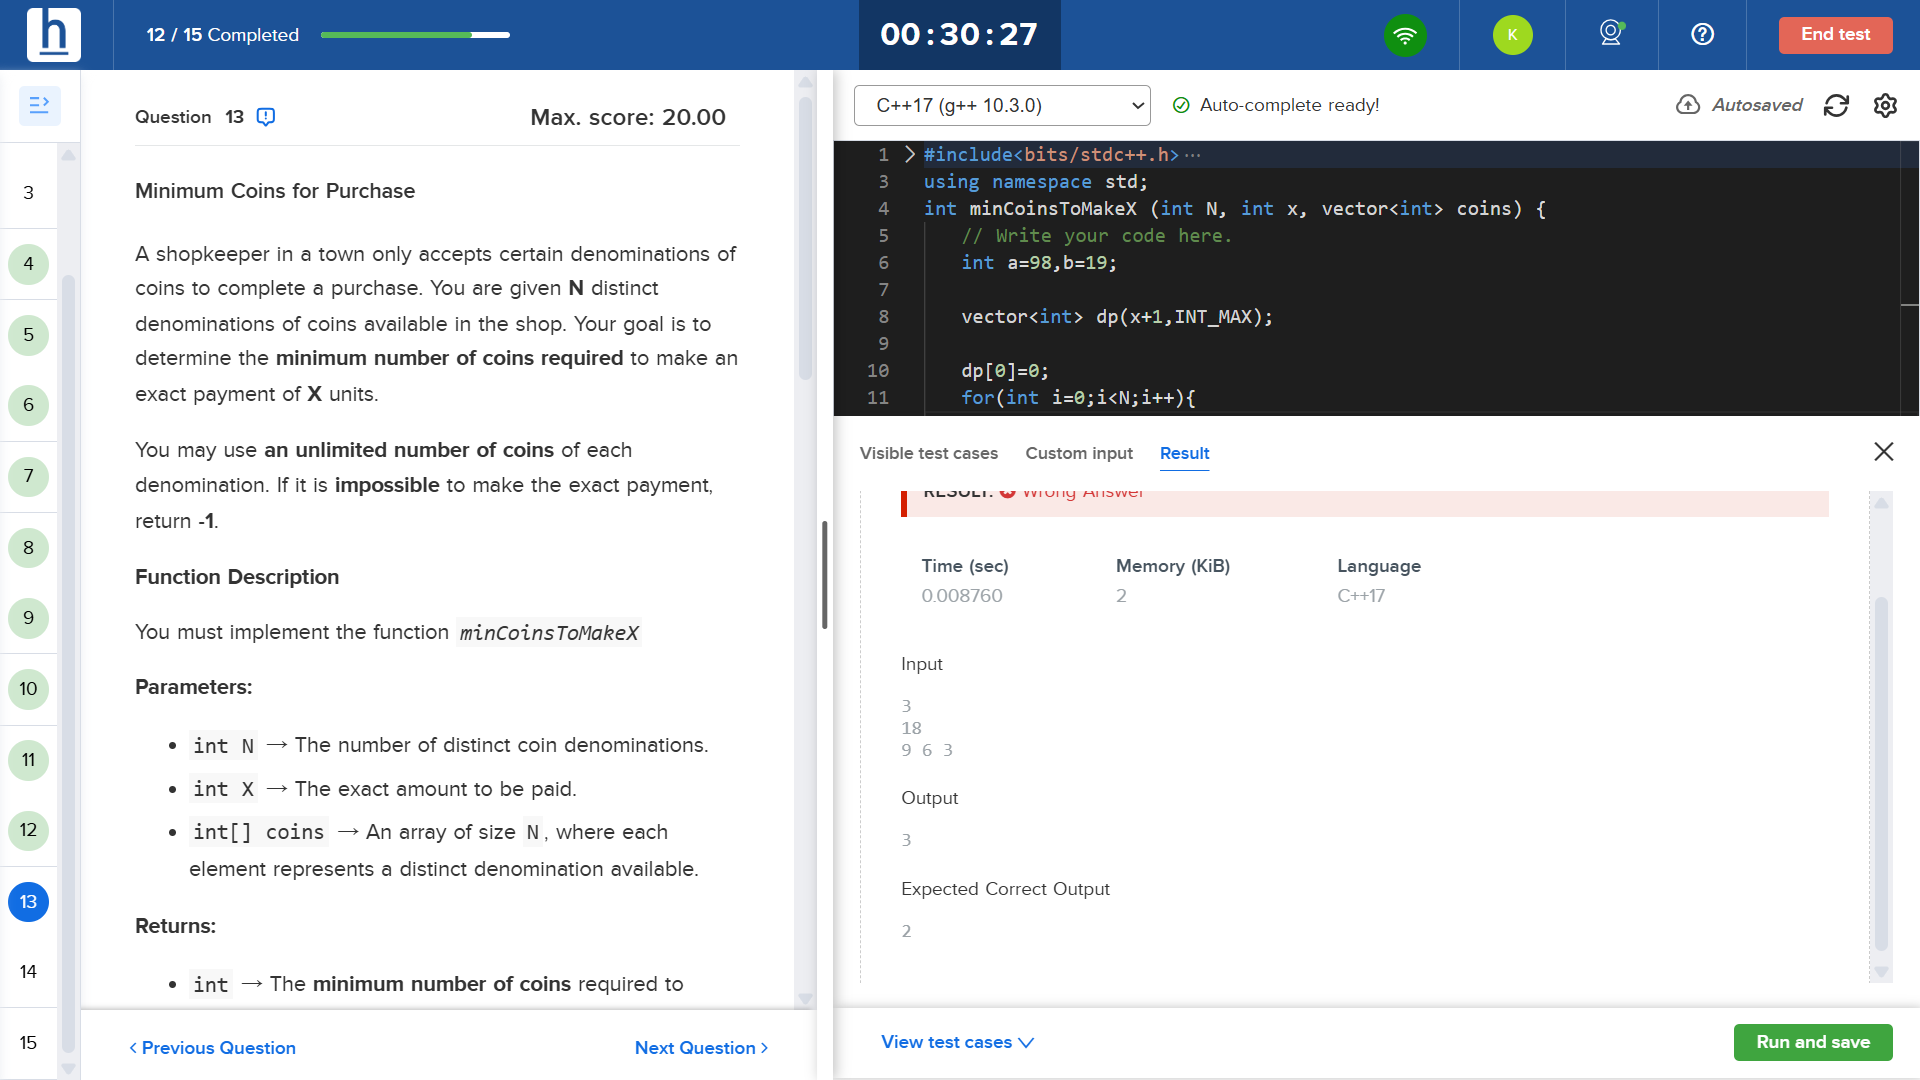 h
12 / 15 Completed
00:30:27
K
End test
3
4
5
6
7
8
9
10
11
12
13
14
15
Question 13
Max. score: 20.00
Minimum Coins for Purchase
A shopkeeper in a town only accepts certain denominations of
coins to complete a purchase. You are given N distinct
denominations of coins available in the shop. Your goal is to
determine the minimum number of coins required to make an
exact payment of X units.
You may use an unlimited number of coins of each
denomination. If it is impossible to make the exact payment,
return -1.
Function Description
You must implement the function minCoinsToMakeX
Parameters:
• int N → The number of distinct coin denominations.
• int X → The exact amount to be paid.
• int[] coins → An array of size N, where each
element represents a distinct denomination available.
Returns:
• int → The minimum number of coins required to
< Previous Question
Next Question >
C++17 (g++ 10.3.0)
Auto-complete ready!
Autosaved
1 #include<bits/stdc++.h>···
3 using namespace std;
4 int minCoinsToMakeX (int N, int x, vector<int> coins) {
5 // Write your code here.
6 int a=98,b=19;
7
8 vector<int> dp(x+1,INT_MAX);
9
10 dp[0]=0;
11 for(int i=0;i<N;i++){
Visible test cases
Custom input
Result
RESULT: Wrong Answer
Time (sec)
Memory (KiB)
Language
0.008760
2
C++17
Input
3
18
9 6 3
Output
3
Expected Correct Output
2
View test cases
Run and save